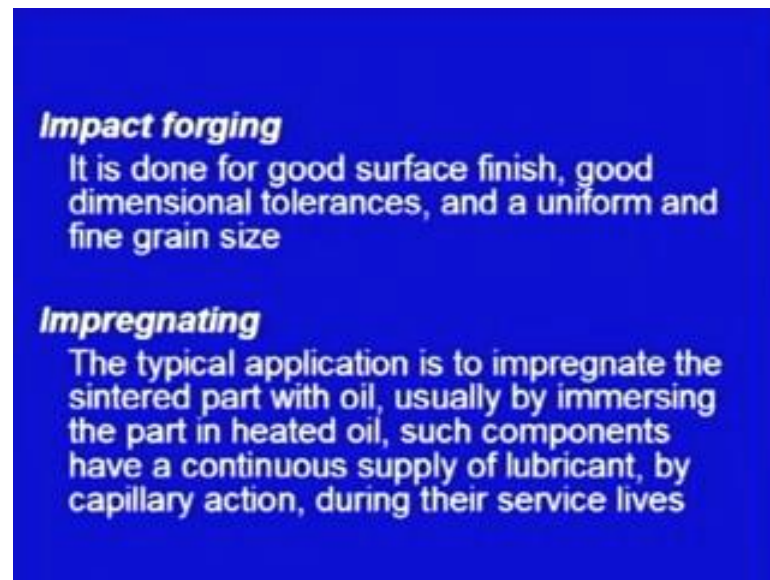 Impact forging
It is done for good surface finish, good
dimensional tolerances, and a uniform and
fine grain size
Impregnating
The typical application is to impregnate the
sintered part with oil, usually by immersing
the part in heated oil, such components
have a continuous supply of lubricant, by
capillary action, during their service lives